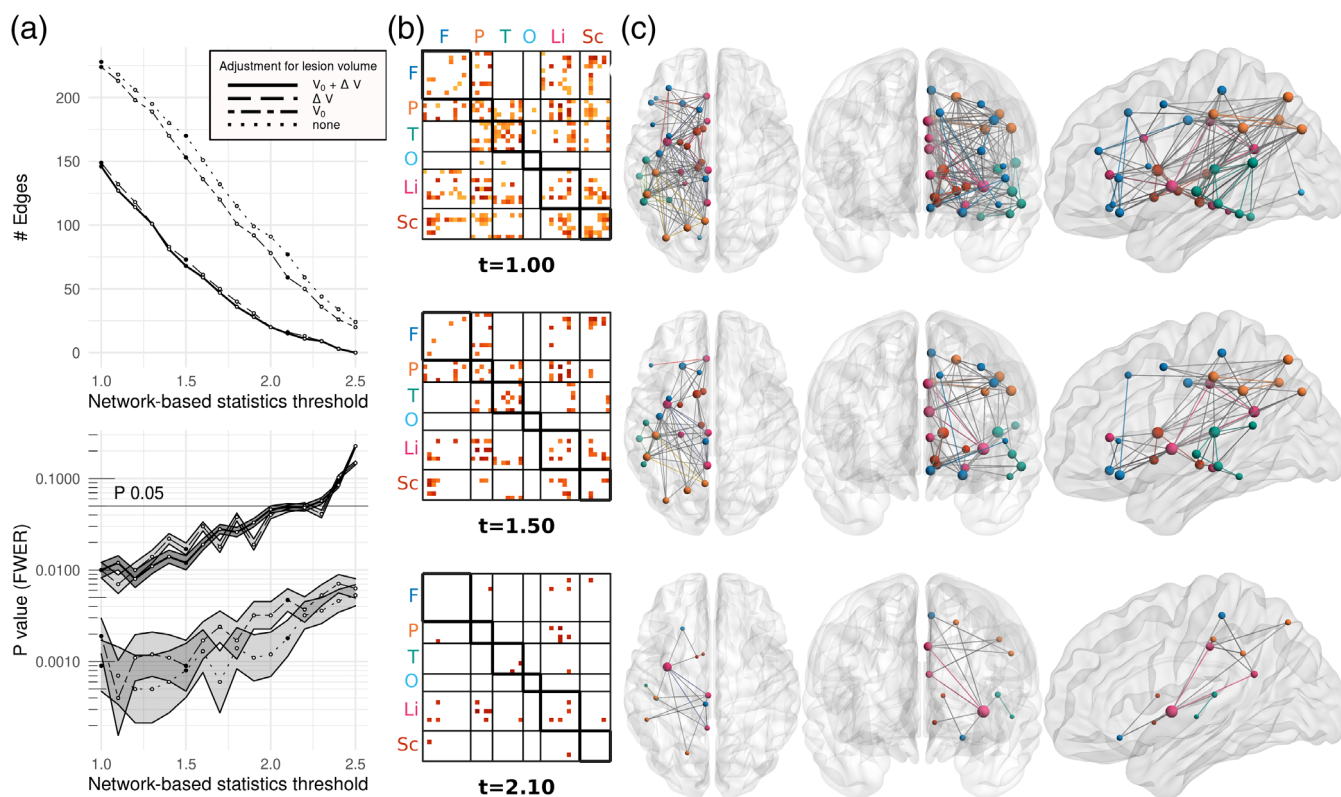 (a)
Adjustment for lesion volume
V₀ + Δ V
Δ V
V₀
none
# Edges
200
150
100
50
0
1.0 1.5 2.0 2.5
Network-based statistics threshold
P value (FWER)
0.1000
0.0100
0.0010
P 0.05
1.0 1.5 2.0 2.5
Network-based statistics threshold
(b)
F P T O Li Sc
F
P
T
O
Li
Sc
t=1.00
F
P
T
O
Li
Sc
t=1.50
F
P
T
O
Li
Sc
t=2.10
(c)